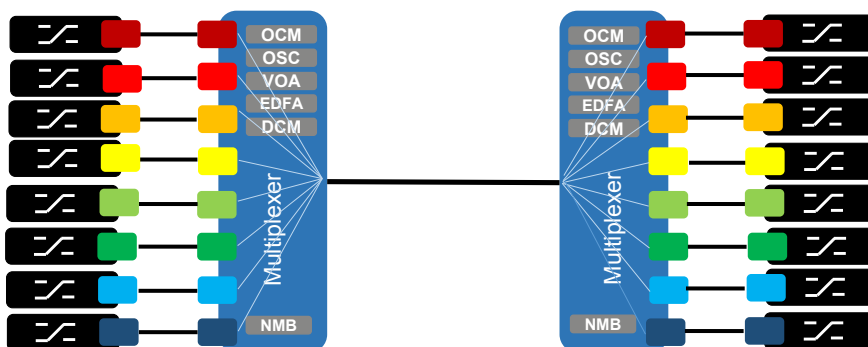 OCM
OSC
VOA
EDFA
DCM
Multiplexer
NMB
OCM
OSC
VOA
EDFA
DCM
Multiplexer
NMB